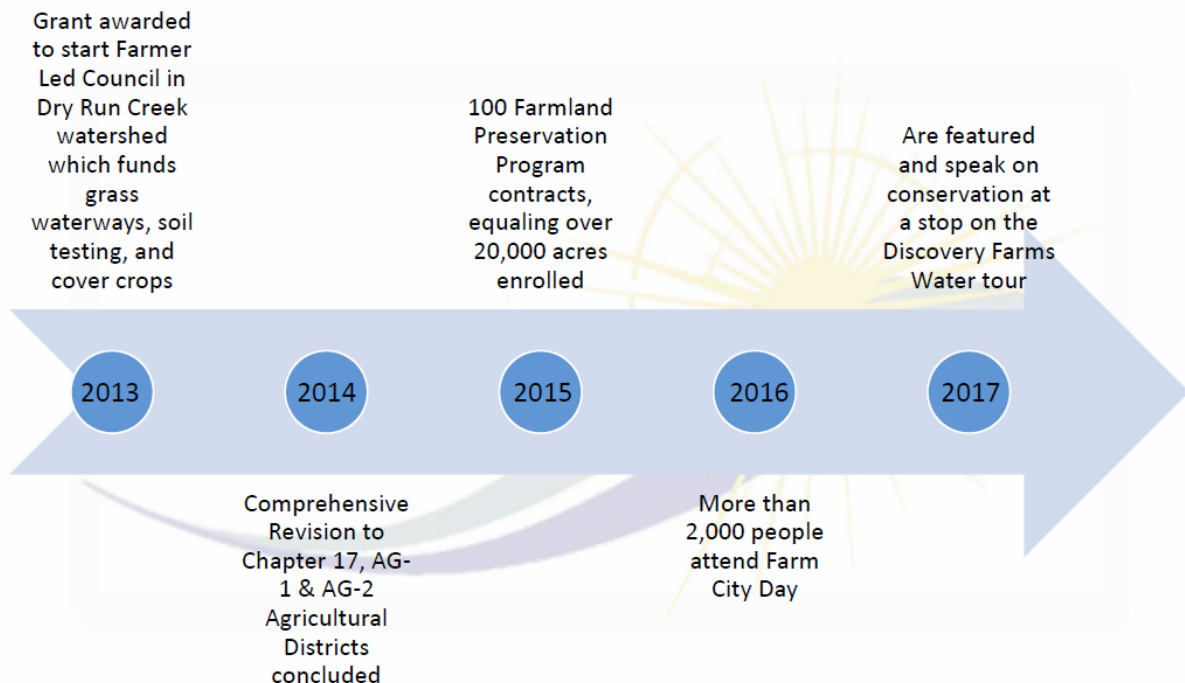 Grant awarded
to start Farmer
Led Council in
Dry Run Creek
watershed
which funds
grass
waterways, soil
testing, and
cover crops
100 Farmland
Preservation
Program
contracts,
equaling over
20,000 acres
enrolled
Are featured
and speak on
conservation at
a stop on the
Discovery Farms
Water tour
2013
2014
2015
2016
2017
Comprehensive
Revision to
Chapter 17, AG-
1 & AG-2
Agricultural
Districts
concluded
More than
2,000 people
attend Farm
City Day